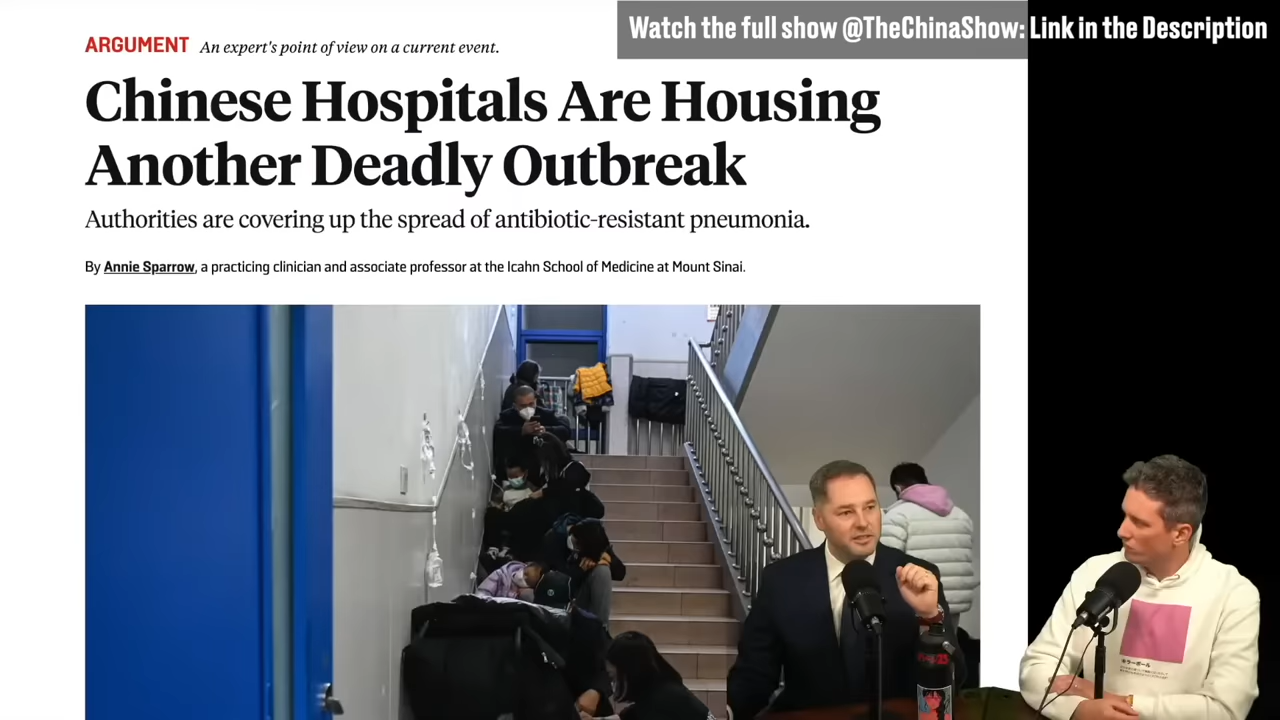 Watch the full show @TheChinaShow: Link in the Description
ARGUMENT An expert's point of view on a current event.
Chinese Hospitals Are Housing
Another Deadly Outbreak
Authorities are covering up the spread of antibiotic-resistant pneumonia.
By Annie Sparrow, a practicing clinician and associate professor at the Icahn School of Medicine at Mount Sinai.